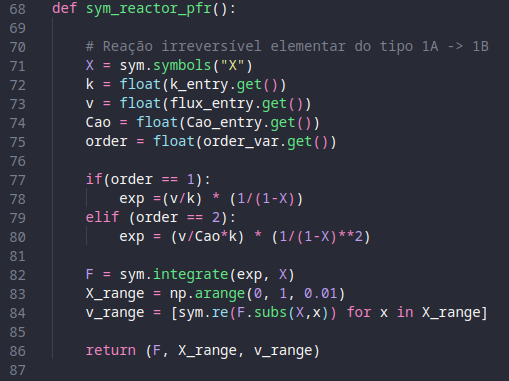 68 def sym_reactor_pfr():
69
70     # Reação irreversível elementar do tipo 1A -> 1B
71     X = sym.symbols("X")
72     k = float(k_entry.get())
73     v = float(flux_entry.get())
74     Cao = float(Cao_entry.get())
75     order = float(order_var.get())
76
77     if(order == 1):
78         exp =(v/k) * (1/(1-X))
79     elif (order == 2):
80         exp = (v/Cao*k) * (1/(1-X)**2)
81
82     F = sym.integrate(exp, X)
83     X_range = np.arange(0, 1, 0.01)
84     v_range = [sym.re(F.subs(X,x)) for x in X_range]
85
86     return (F, X_range, v_range)
87